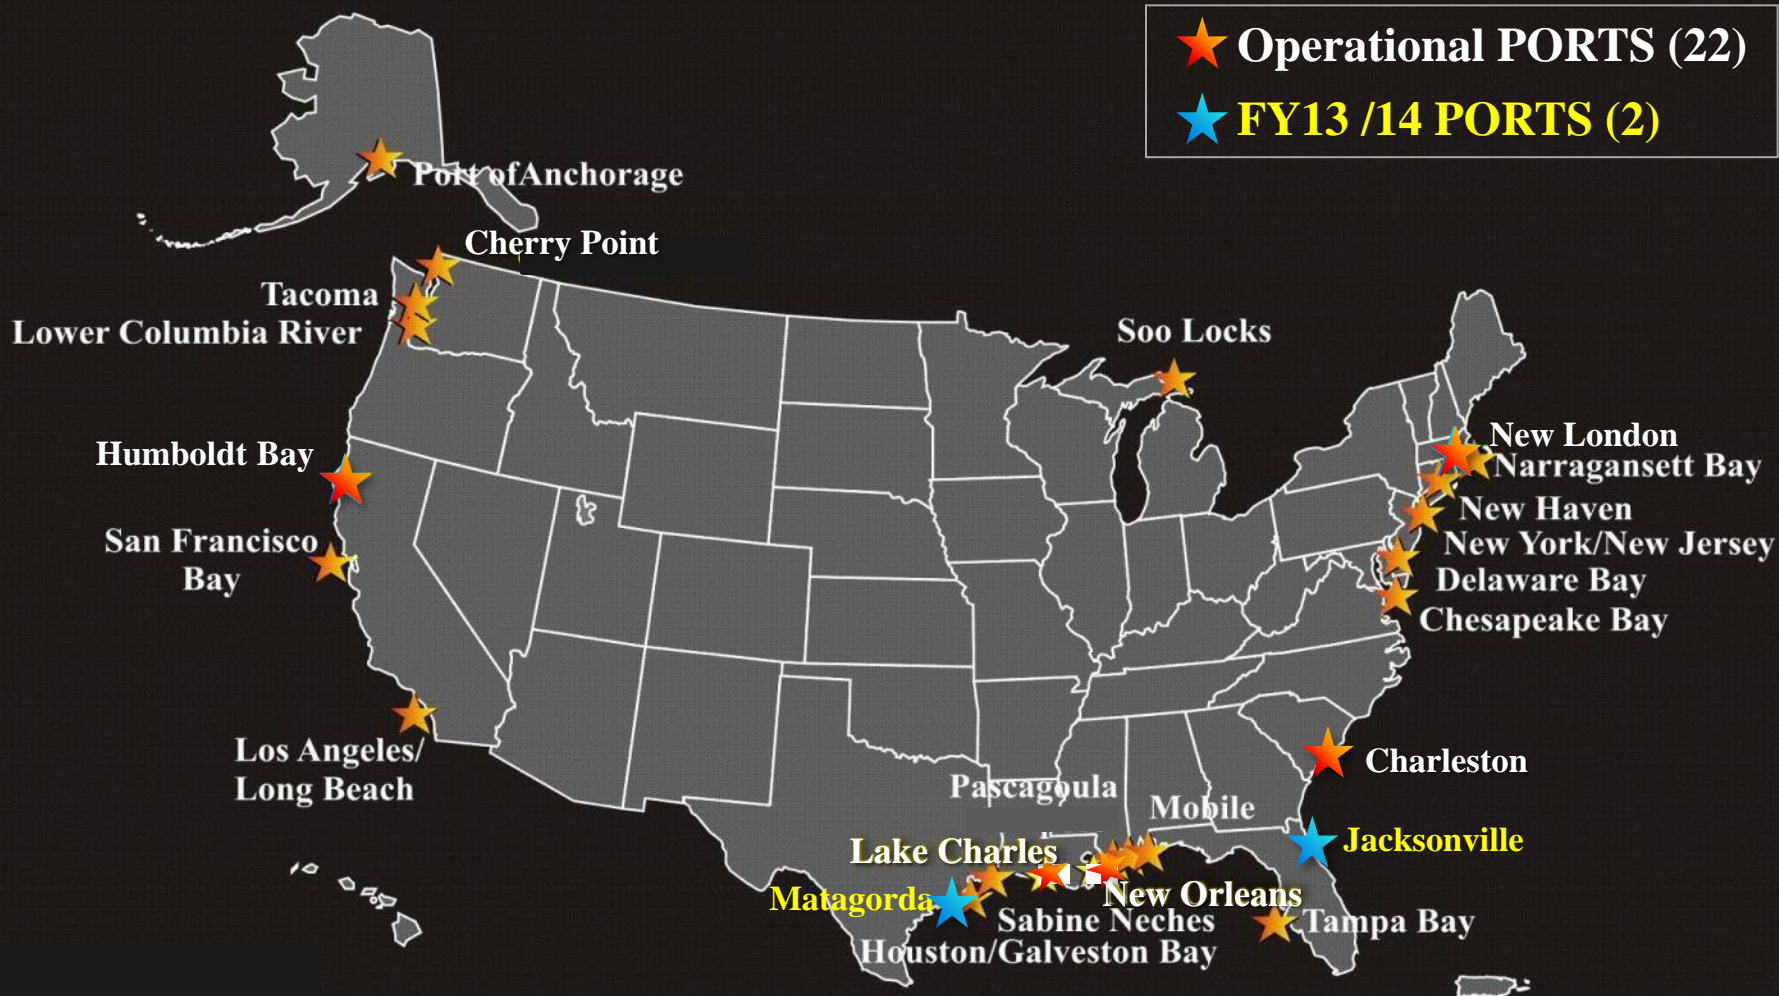 Operational PORTS (22)
FY13 /14 PORTS (2)
Port ofAnchorage
Cherry Point
Tacoma
Lower Columbia River
Soo Locks
Humboldt Bay
New London
Narragansett Bay
New Haven
San Francisco
Bay
New York/New Jersey
Delaware Bay
Chesapeake Bay
Los Angeles/
Long Beach
Charleston
Pascagoula
Mobile
Jacksonville
Lake Charles
Matagorda
New Orleans
Sabine Neches
Tampa Bay
Houston/Galveston Bay